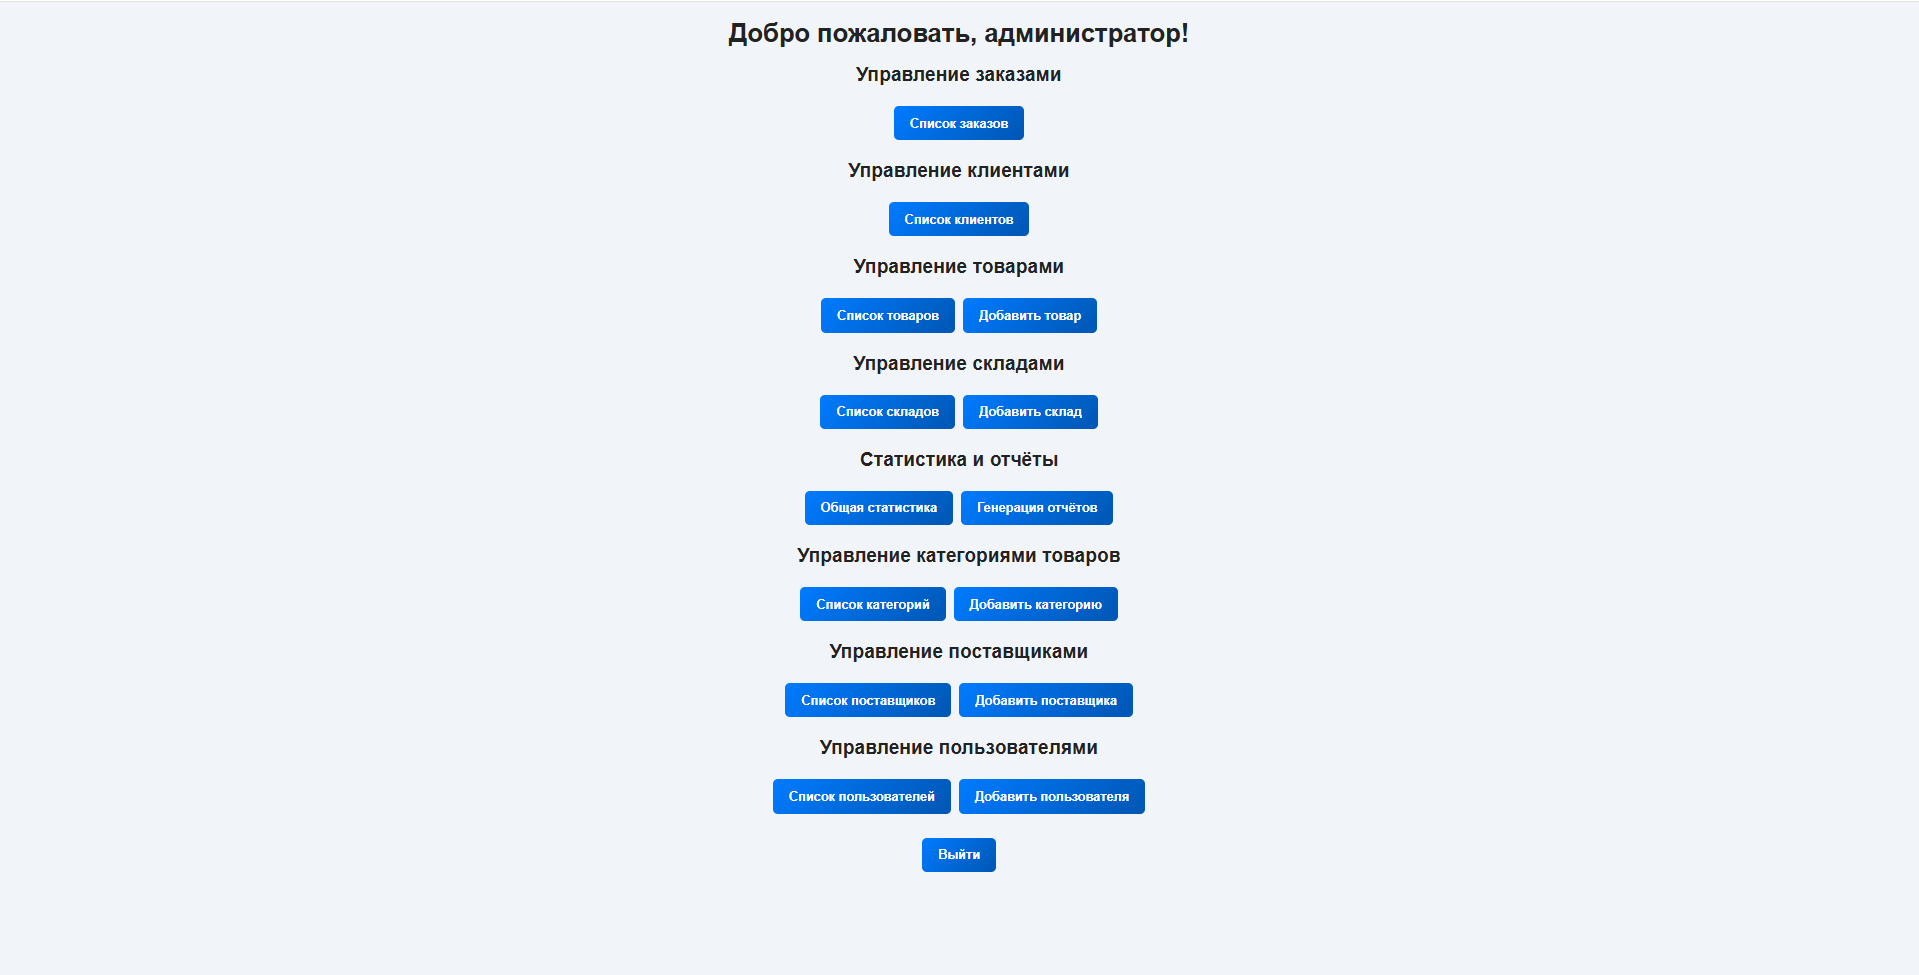 Добро пожаловать, администратор!
Управление заказами
Список заказов
Управление клиентами
Список клиентов
Управление товарами
Список товаров Добавить товар
Управление складами
Список складов Добавить склад
Статистика и отчёты
Общая статистика Генерация отчётов
Управление категориями товаров
Список категорий Добавить категорию
Управление поставщиками
Список поставщиков Добавить поставщика
Управление пользователями
Список пользователей Добавить пользователя
Выйти